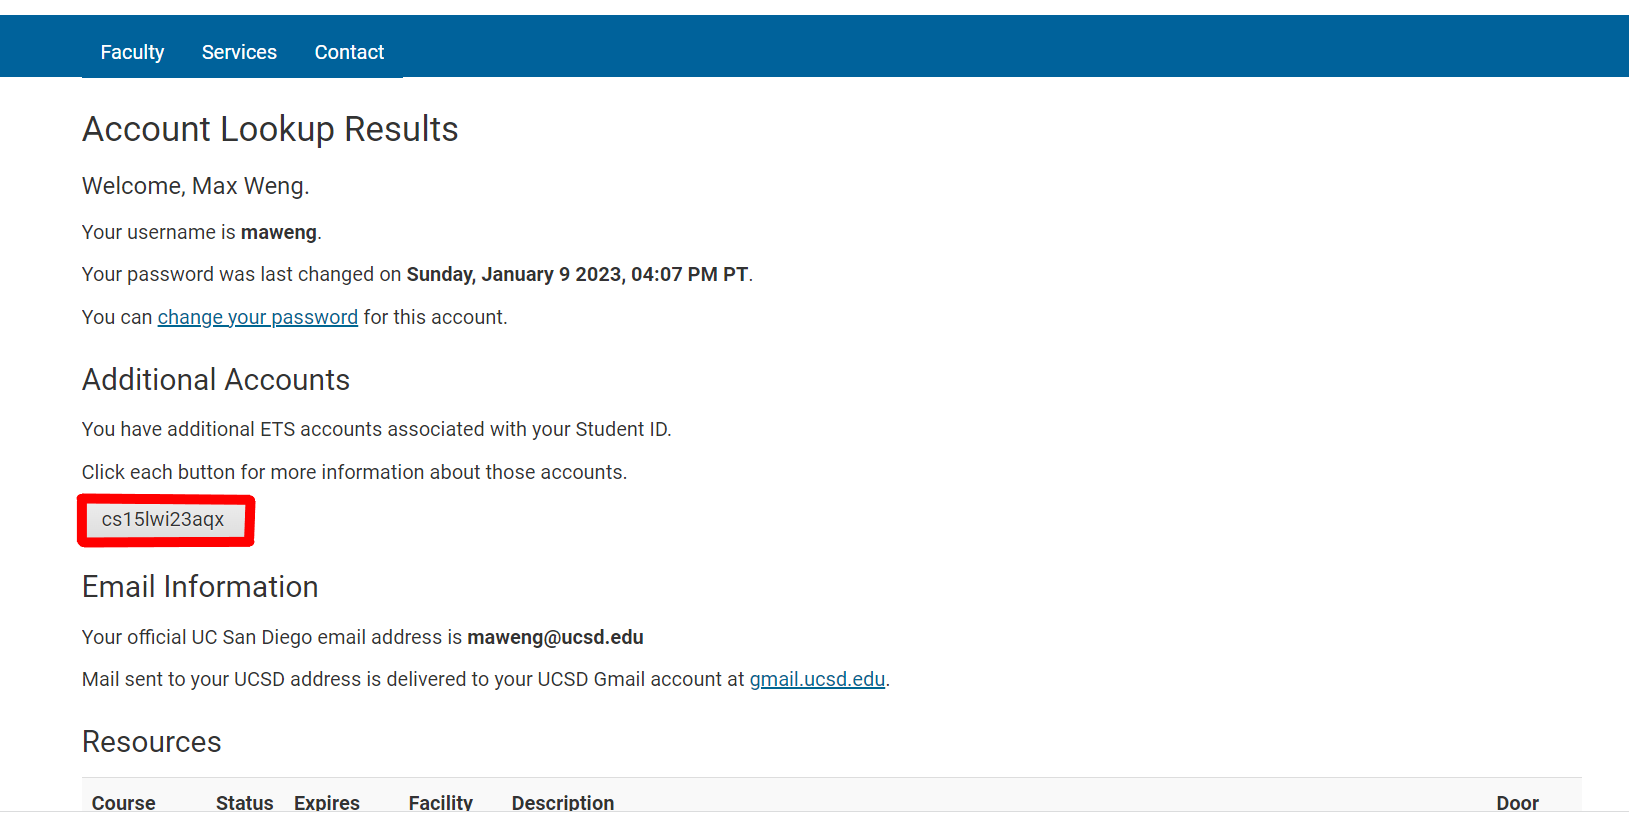 Faculty Services Contact
Account Lookup Results
Welcome, Max Weng.
Your username is maweng.
Your password was last changed on Sunday, January 9 2023, 04:07 PM PT.
You can change your password for this account.
Additional Accounts
You have additional ETS accounts associated with your Student ID.
Click each button for more information about those accounts.
cs15lwi23aqx
Email Information
Your official UC San Diego email address is maweng@ucsd.edu
Mail sent to your UCSD address is delivered to your UCSD Gmail account at gmail.ucsd.edu.
Resources
Course Status Expires Facility Description Door